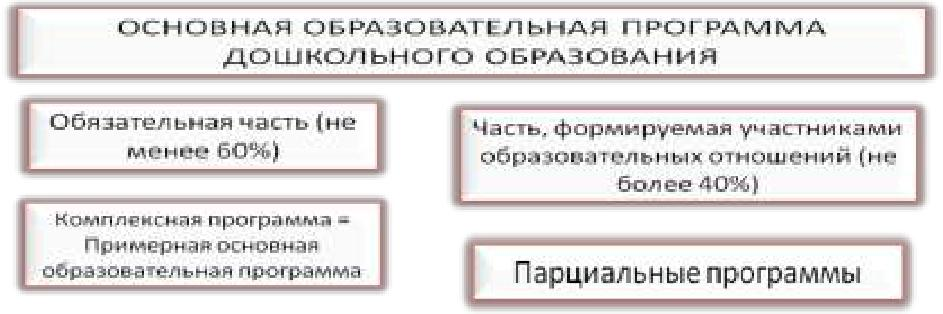 ОСНОВНАЯ ОБРАЗОВАТЕЛЬНАЯ ПРОГРАММА
ДОШКОЛЬНОГО ОБРАЗОВАНИЯ
Обязательная часть (не
менее 60%)
Комплексная программа =
Примерная основная
образовательная программа
Часть, формируемая участниками
образовательных отношений (не
более 40%)
Парциальные программы